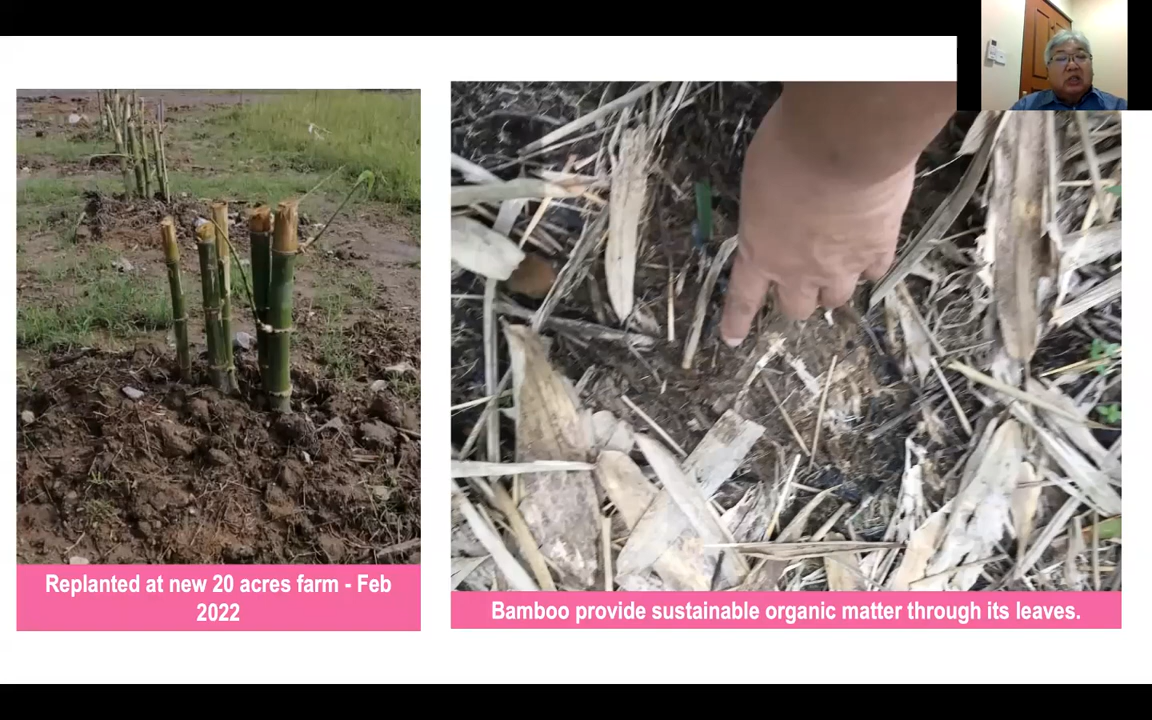 Replanted at new 20 acres farm - Feb
2022
Bamboo provide sustainable organic matter through its leaves.